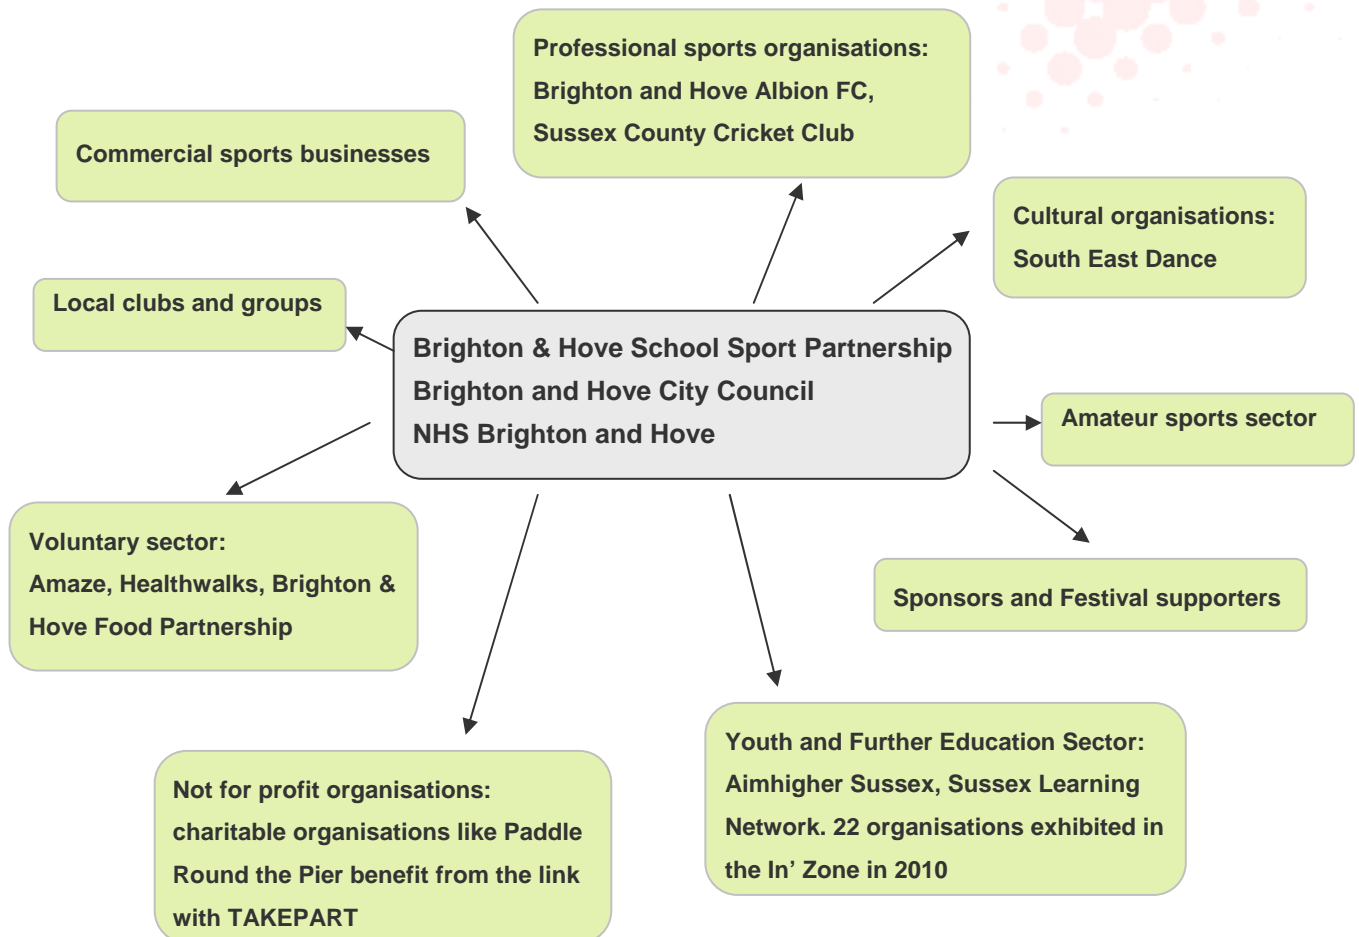 Professional sports organisations:
Brighton and Hove Albion FC,
Sussex County Cricket Club
Commercial sports businesses
Cultural organisations:
South East Dance
Local clubs and groups
Brighton & Hove School Sport Partnership
Brighton and Hove City Council
NHS Brighton and Hove
Amateur sports sector
Voluntary sector:
Amaze, Healthwalks, Brighton &
Hove Food Partnership
Sponsors and Festival supporters
Not for profit organisations:
charitable organisations like Paddle
Round the Pier benefit from the link
with TAKEPART
Youth and Further Education Sector:
Aimhigher Sussex, Sussex Learning
Network. 22 organisations exhibited in
the In’ Zone in 2010